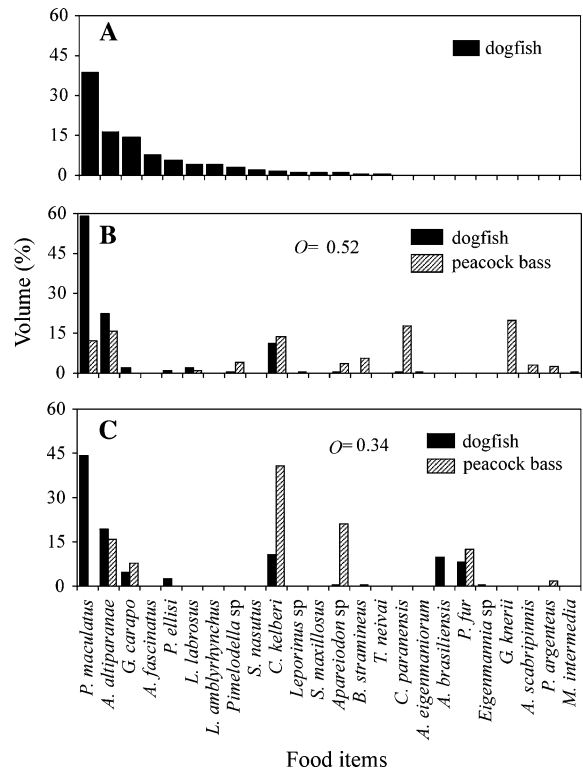 60
45
30
15
0
A
dogfish
60
45
30
15
0
B
O= 0.52
dogfish
peacock bass
Volume (%)
60
45
30
15
0
C
O= 0.34
dogfish
peacock bass
P. maculatus
A. altiparanae
G. carapo
A. fascinatus
P. ellisi
L. labrosus
L. amblyrhynchus
Pimelodella sp
S. nasutus
C. kelberi
Leporinus sp
S. maxillosus
Apareiodon sp
B. stramineus
T. neivai
C. paranensis
A. eigenmaniorum
A. brasiliensis
P. fur
Eigenmannia sp
G. knerii
A. scabripinnis
P. argenteus
M. intermedia
Food items